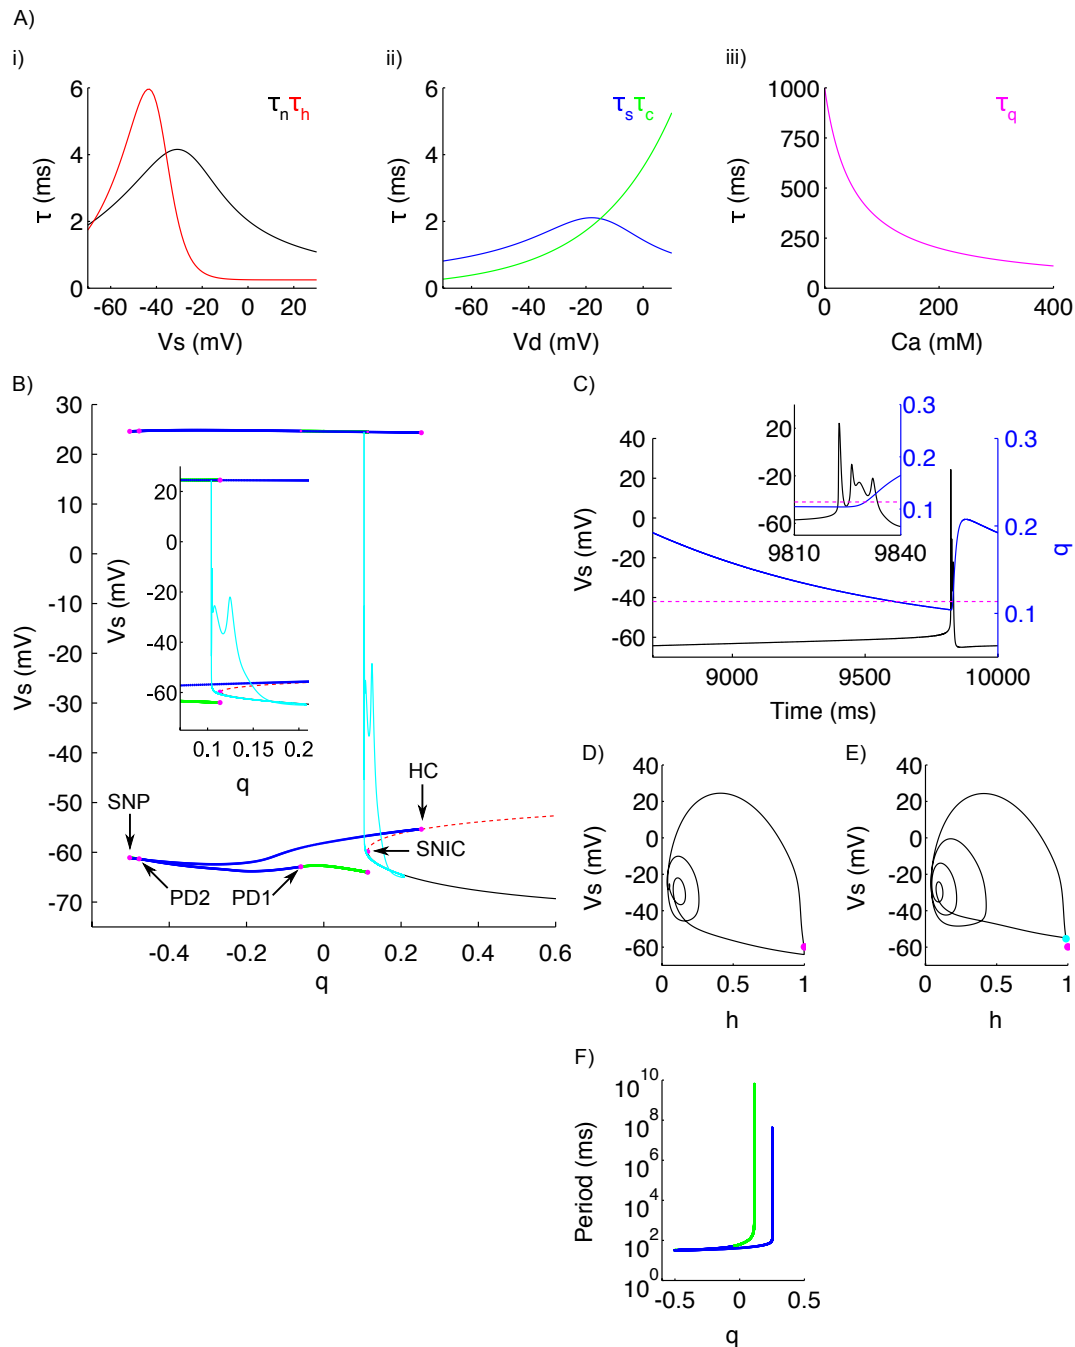 A)
i)
6
4
2
0
τ (ms)
-60 -40 -20 0 20
Vs (mV)
τn τh
ii)
6
4
2
0
τ (ms)
-60 -40 -20 0
Vd (mV)
τs τc
iii)
1000
750
500
250
0
τ (ms)
0 200 400
Ca (mM)
τq
B)
30
20
10
0
-10
-20
-30
-40
-50
-60
-70
Vs (mV)
-0.4 -0.2 0 0.2 0.4 0.6
q
20
0
-20
-40
-60
Vs (mV)
0.1 0.15 0.2
q
SNP
PD2
PD1
HC
SNIC
C)
40
20
0
-20
-40
-60
Vs (mV)
9000 9500 10000
Time (ms)
0.3
0.2
0.1
q
20
-20
-60
9810 9840
0.3
0.2
0.1
D)
40
20
0
-20
-40
-60
Vs (mV)
0 0.5 1
h
E)
40
20
0
-20
-40
-60
Vs (mV)
0 0.5 1
h
F)
10^10
10^8
10^6
10^4
10^2
10^0
Period (ms)
-0.5 0 0.5
q